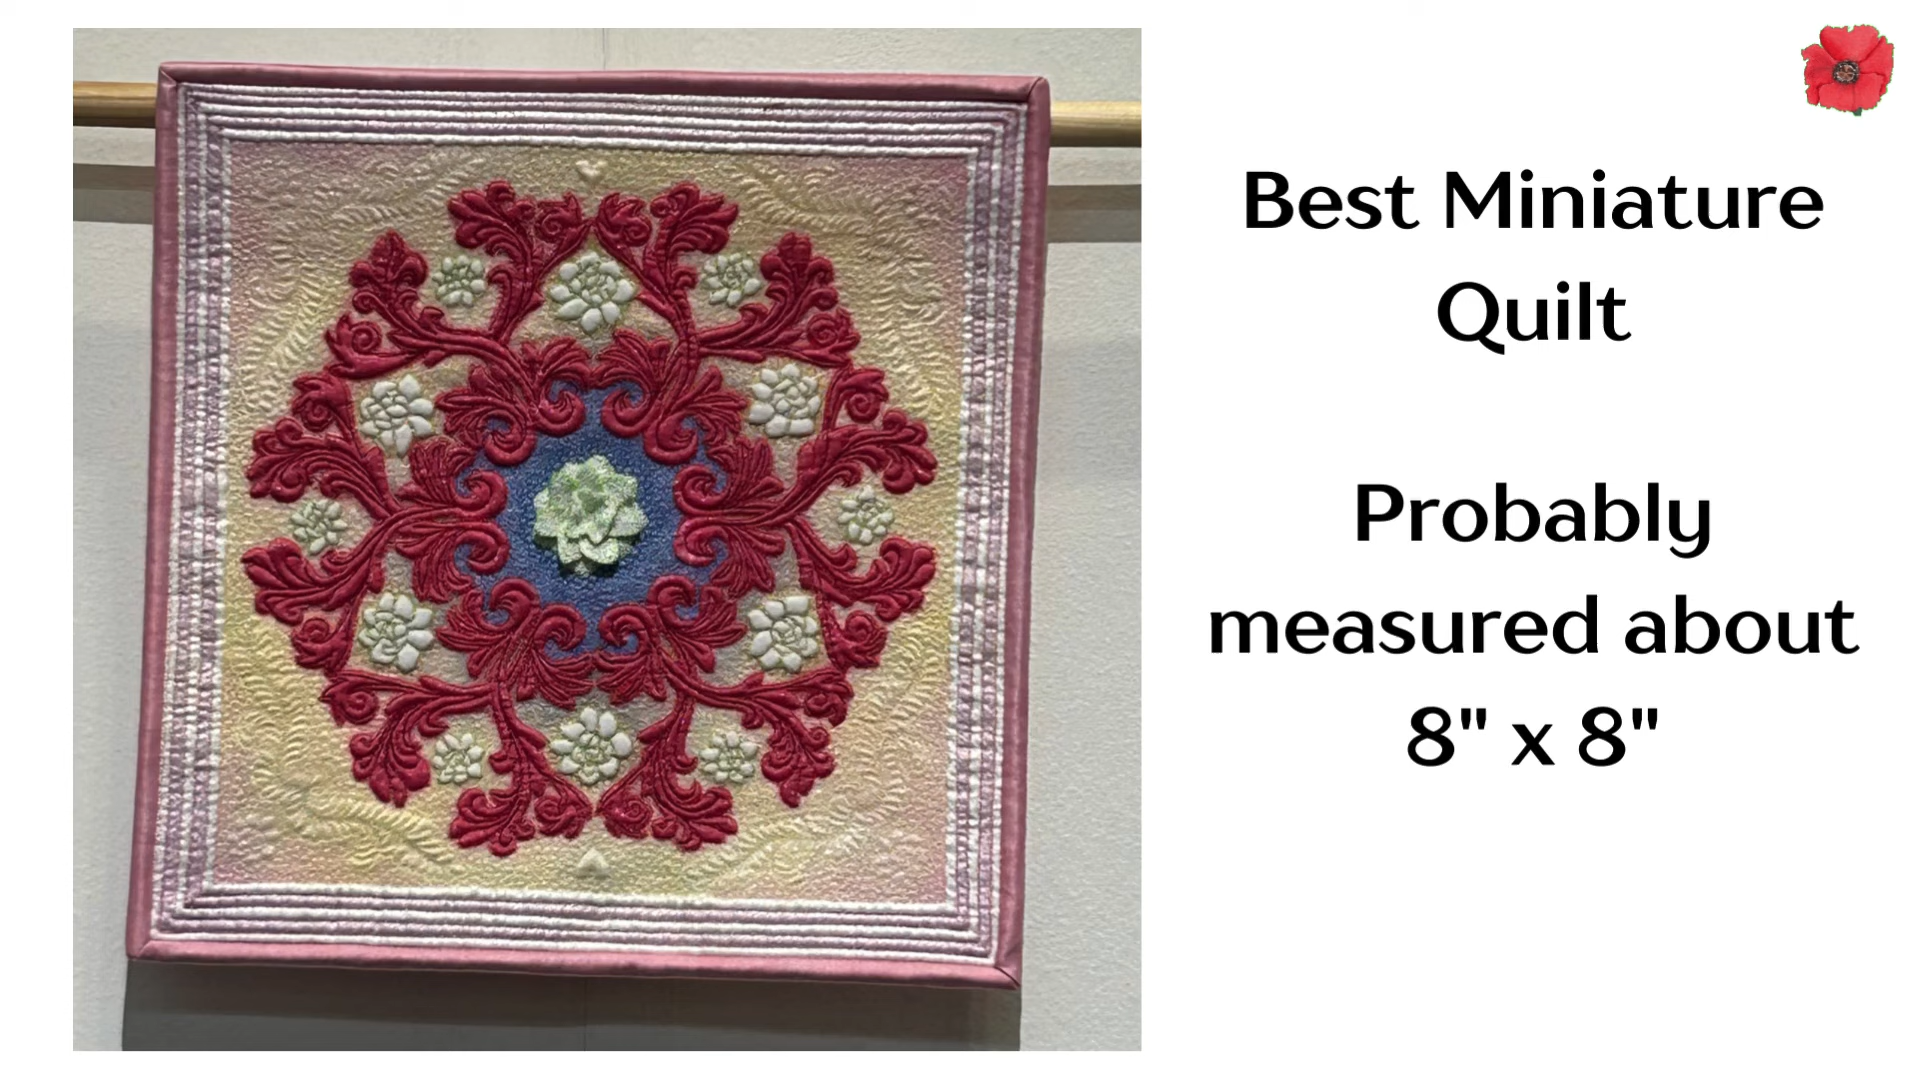 Best Miniature
Quilt
Probably
measured about
8" x 8"